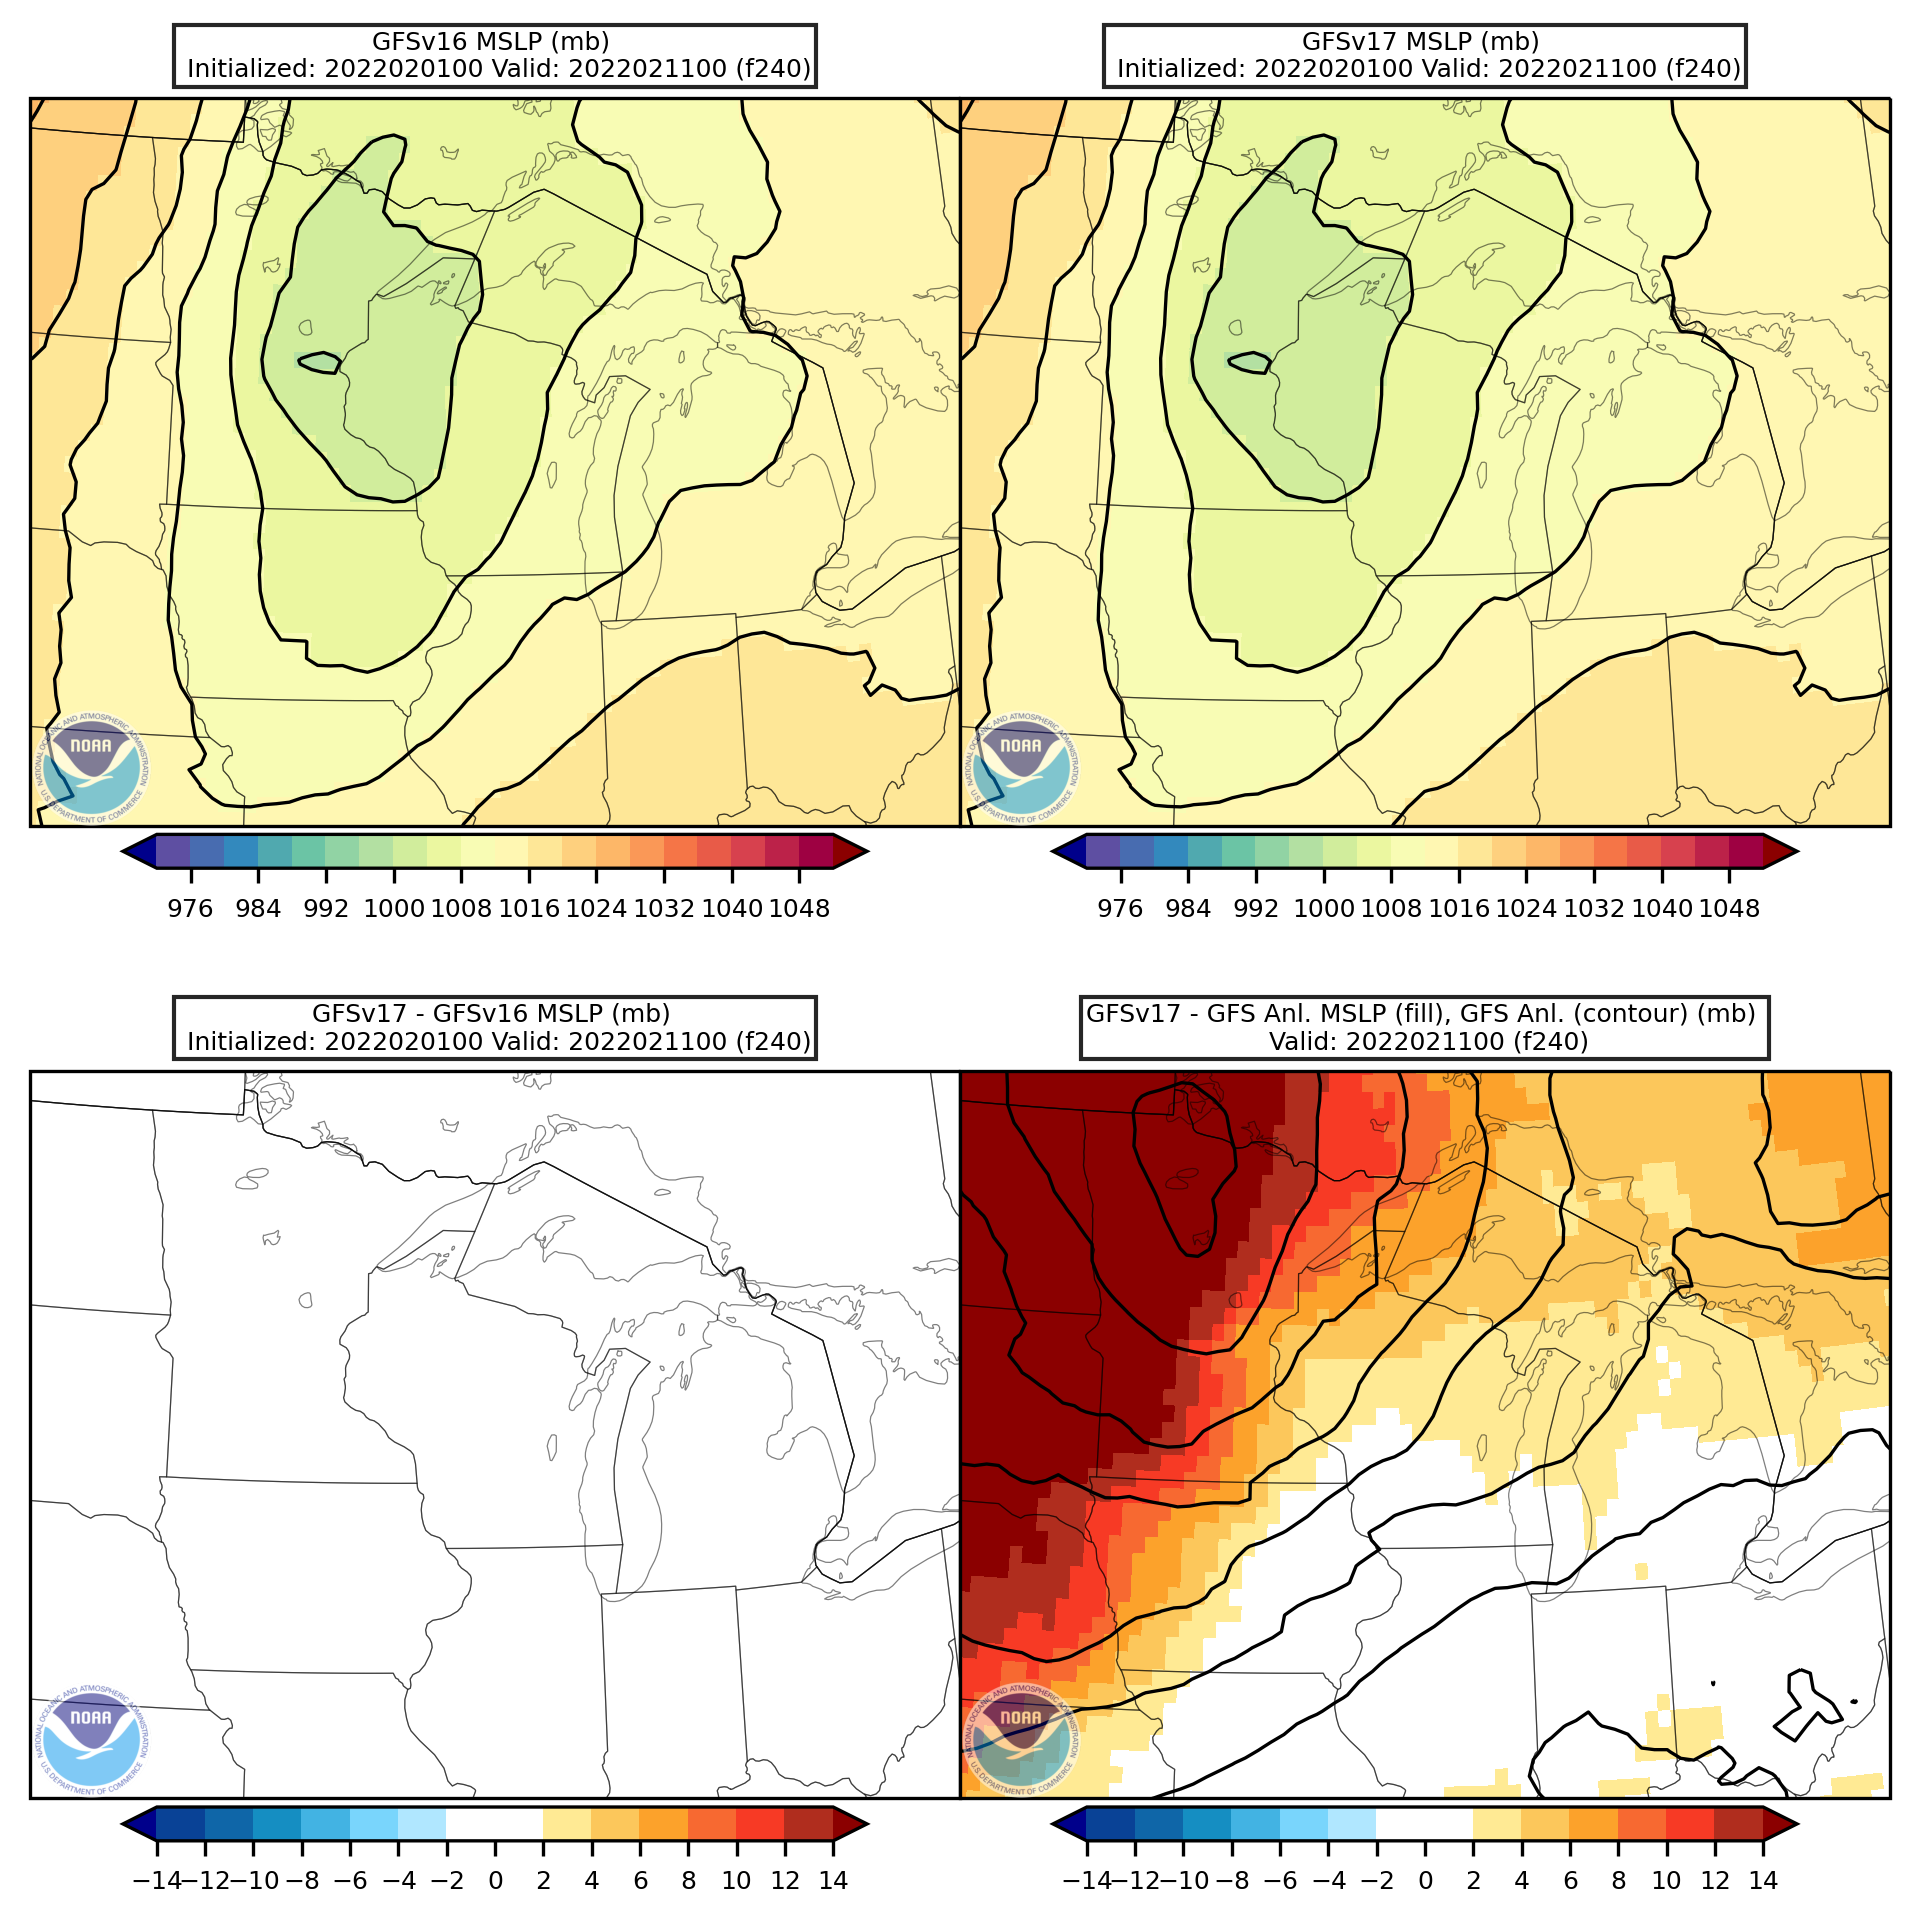 GFSv16 MSLP (mb)
Initialized: 2022020100 Valid: 2022021100 (f240)
GFSv17 MSLP (mb)
Initialized: 2022020100 Valid: 2022021100 (f240)
NATIONAL OCEANIC AND ATMOSPHERIC ADMINISTRATION
NOAA
U.S. DEPARTMENT OF COMMERCE
NATIONAL OCEANIC AND ATMOSPHERIC ADMINISTRATION
NOAA
U.S. DEPARTMENT OF COMMERCE
976 984 992 1000 1008 1016 1024 1032 1040 1048
976 984 992 1000 1008 1016 1024 1032 1040 1048
GFSv17 - GFSv16 MSLP (mb)
Initialized: 2022020100 Valid: 2022021100 (f240)
GFSv17 - GFS Anl. MSLP (fill), GFS Anl. (contour) (mb)
Valid: 2022021100 (f240)
NATIONAL OCEANIC AND ATMOSPHERIC ADMINISTRATION
NOAA
U.S. DEPARTMENT OF COMMERCE
NATIONAL OCEANIC AND ATMOSPHERIC ADMINISTRATION
NOAA
U.S. DEPARTMENT OF COMMERCE
−14 −12 −10 −8 −6 −4 −2 0 2 4 6 8 10 12 14
−14 −12 −10 −8 −6 −4 −2 0 2 4 6 8 10 12 14